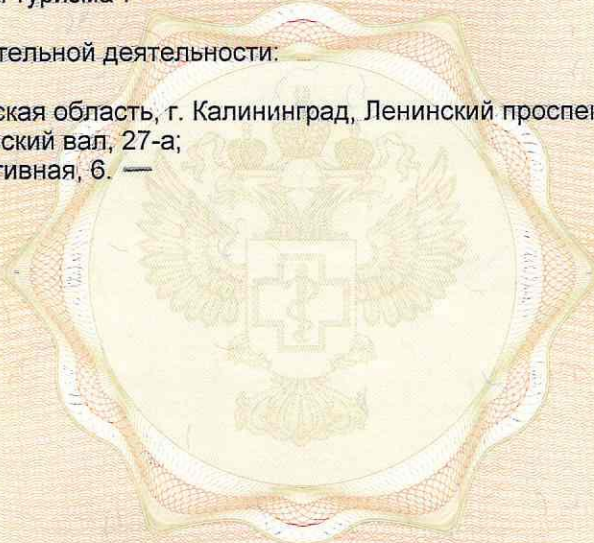 туризма"
тельной деятельности:
ская область, г. Калининград, Ленинский проспе
ский вал, 27-а;
тивная, 6. —